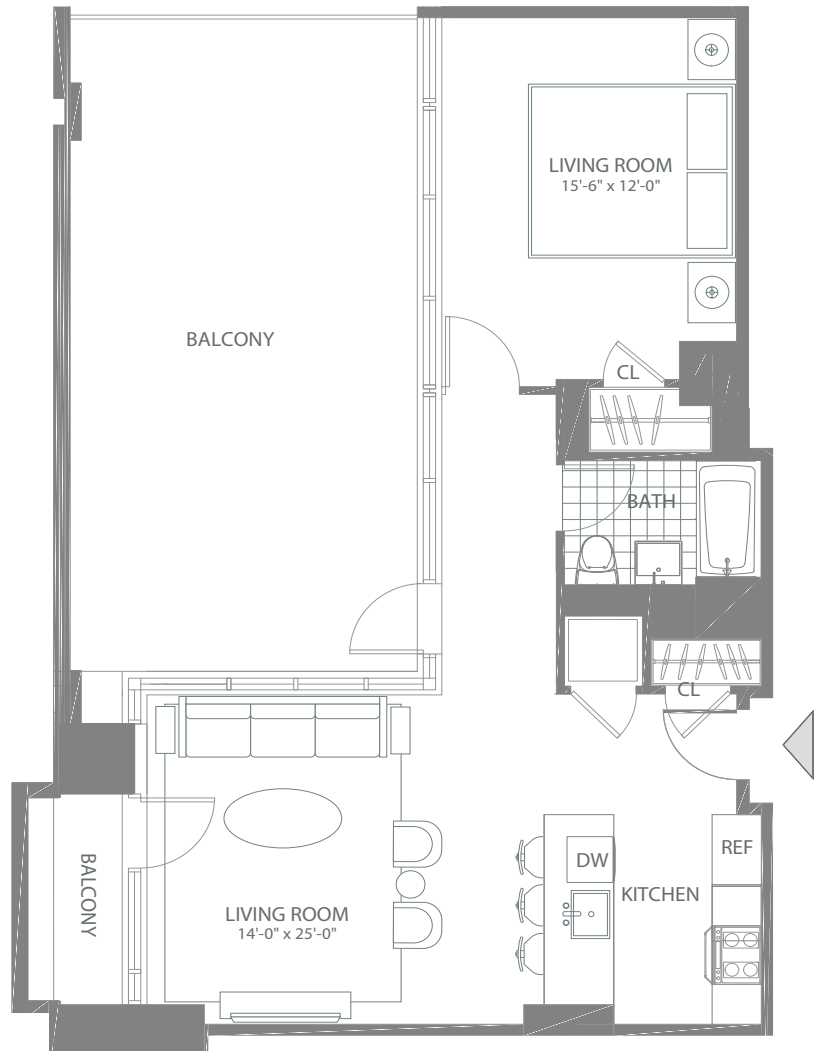 LIVING ROOM
15'-6" x 12'-0"
BALCONY
CL
BATH
CL
BALCONY
LIVING ROOM
14'-0" x 25'-0"
DW
KITCHEN
REF